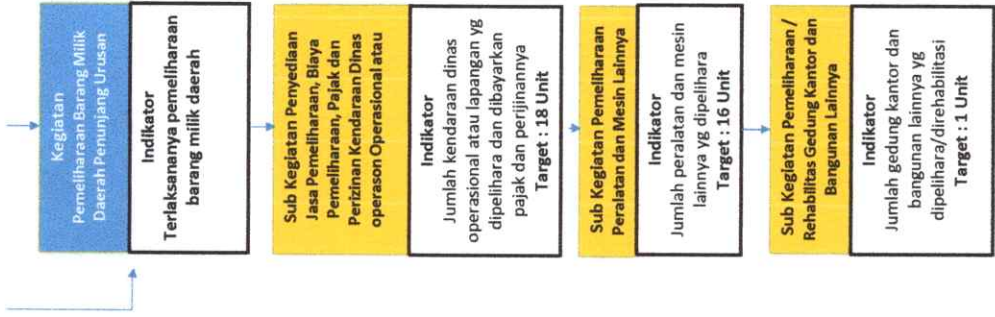 Kegiatan
Pemeliharaan Barang Milik
Daerah Penunjang Urusan
Indikator
Terlaksananya pemeliharaan
barang milik daerah
Sub Kegiatan Penyediaan
Jasa Pemeliharaan, Biaya
Pemeliharaan, Pajak dan
Perizinan Kendaraan Dinas
operason Operasional atau
Indikator
Jumlah kendaraan dinas
operasional atau lapangan yg
dipelihara dan dibayarkan
pajak dan perijinannya
Target : 18 Unit
Sub Kegiatan Pemeliharaan
Peralatan dan Mesin Lainnya
Indikator
Jumlah peralatan dan mesin
lainnya yg dipelihara
Target : 16 Unit
Sub Kegiatan Pemeliharaan /
Rehabilitas Gedung Kantor dan
Bangunan Lainnya
Indikator
Jumlah gedung kantor dan
bangunan lainnya yg
dipelihara/direhabilitasi
Target : 1 Unit